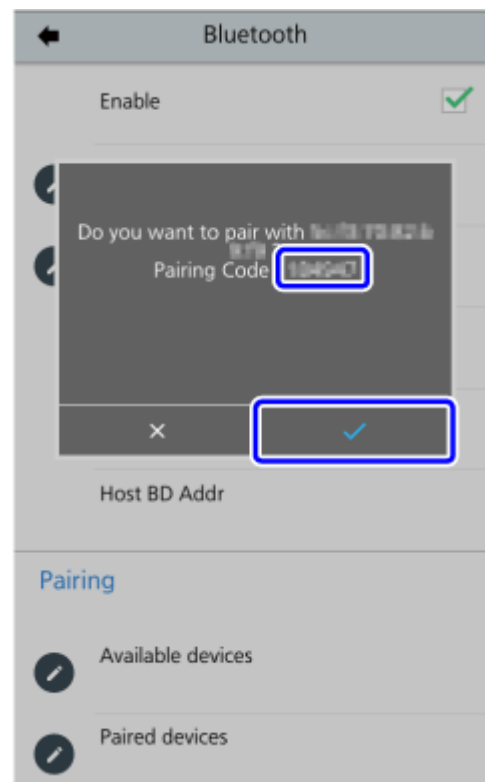 Bluetooth
Enable
Do you want to pair with
Pairing Code
Host BD Addr
Pairing
Available devices
Paired devices